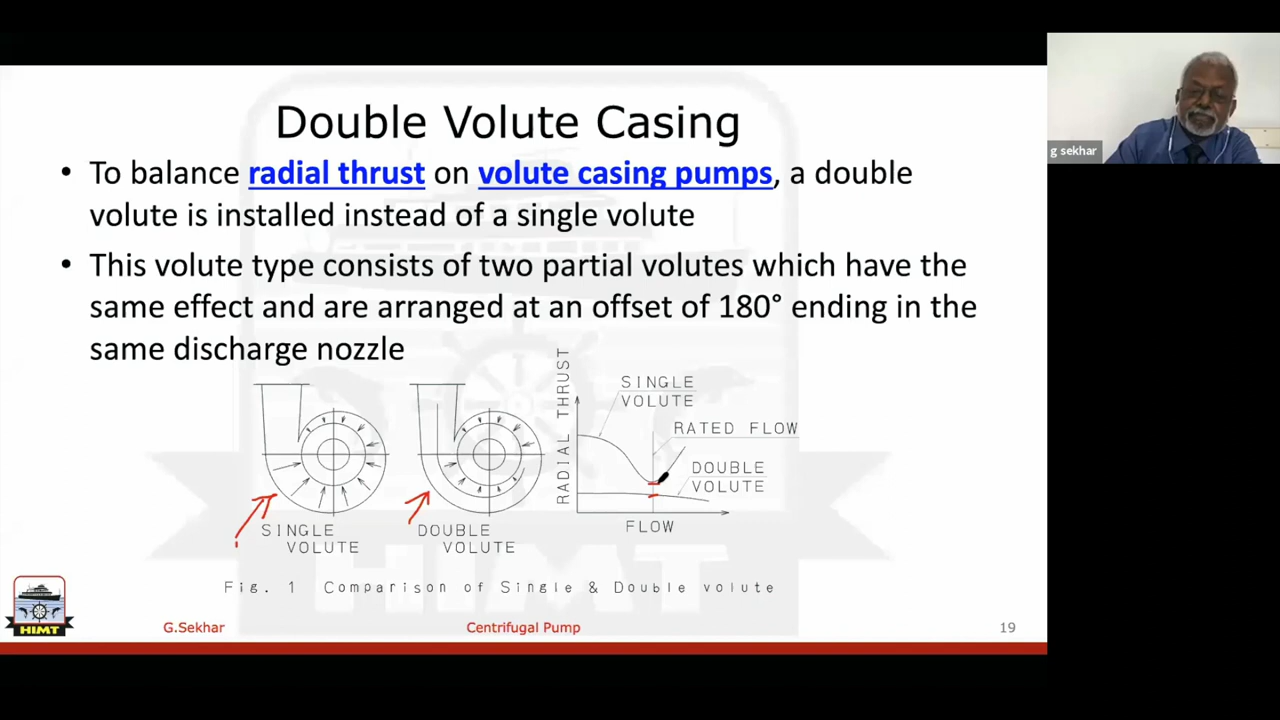 Double Volute Casing
g sekhar
• To balance radial thrust on volute casing pumps, a double
volute is installed instead of a single volute
• This volute type consists of two partial volutes which have the
same effect and are arranged at an offset of 180° ending in the
same discharge nozzle
SINGLE
VOLUTE
DOUBLE
VOLUTE
RADIAL THRUST
SINGLE
VOLUTE
RATED FLOW
DOUBLE
VOLUTE
FLOW
Fig. 1 Comparison of Single & Double volute
HIMT
HIMT
G.Sekhar
Centrifugal Pump
19